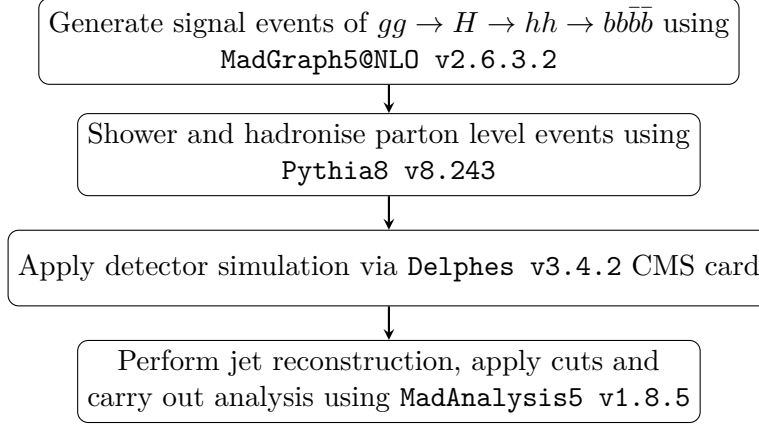 Generate signal events of gg → H → hh → bbb̄b̄ using
MadGraph5@NLO v2.6.3.2
Shower and hadronise parton level events using
Pythia8 v8.243
Apply detector simulation via Delphes v3.4.2 CMS card
Perform jet reconstruction, apply cuts and
carry out analysis using MadAnalysis5 v1.8.5